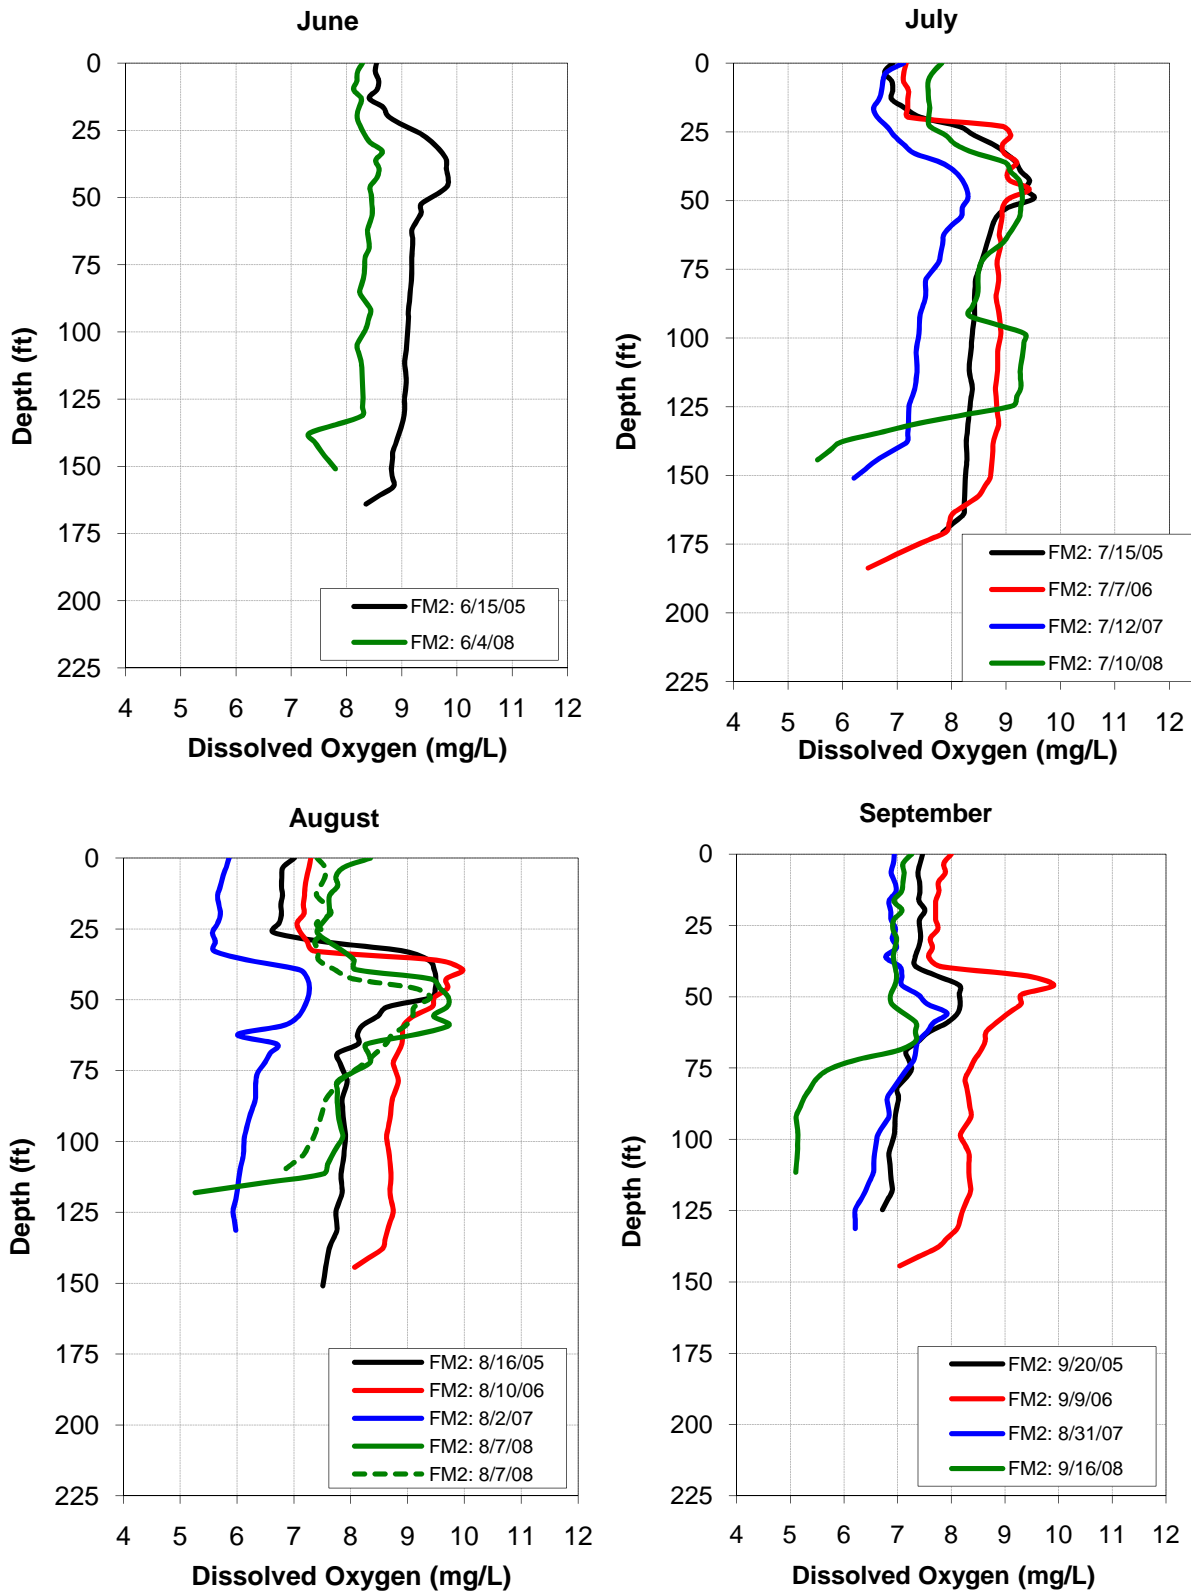 June
0
25
50
75
100
125
150
175
200
225
Depth (ft)
FM2: 6/15/05
FM2: 6/4/08
4 5 6 7 8 9 10 11 12
Dissolved Oxygen (mg/L)
July
0
25
50
75
100
125
150
175
200
225
Depth (ft)
FM2: 7/15/05
FM2: 7/7/06
FM2: 7/12/07
FM2: 7/10/08
4 5 6 7 8 9 10 11 12
Dissolved Oxygen (mg/L)
August
0
25
50
75
100
125
150
175
200
225
Depth (ft)
FM2: 8/16/05
FM2: 8/10/06
FM2: 8/2/07
FM2: 8/7/08
FM2: 8/7/08
4 5 6 7 8 9 10 11 12
Dissolved Oxygen (mg/L)
September
0
25
50
75
100
125
150
175
200
225
Depth (ft)
FM2: 9/20/05
FM2: 9/9/06
FM2: 8/31/07
FM2: 9/16/08
4 5 6 7 8 9 10 11 12
Dissolved Oxygen (mg/L)